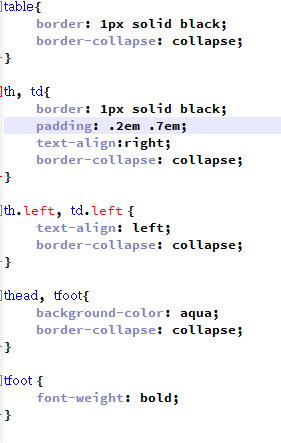 table{
border: 1px solid black;
border-collapse: collapse;
}
th, td{
border: 1px solid black;
padding: .2em .7em;
text-align:right;
border-collapse: collapse;
}
th.left, td.left {
text-align: left;
border-collapse: collapse;
}
thead, tfoot{
background-color: aqua;
border-collapse: collapse;
}
tfoot {
font-weight: bold;
}